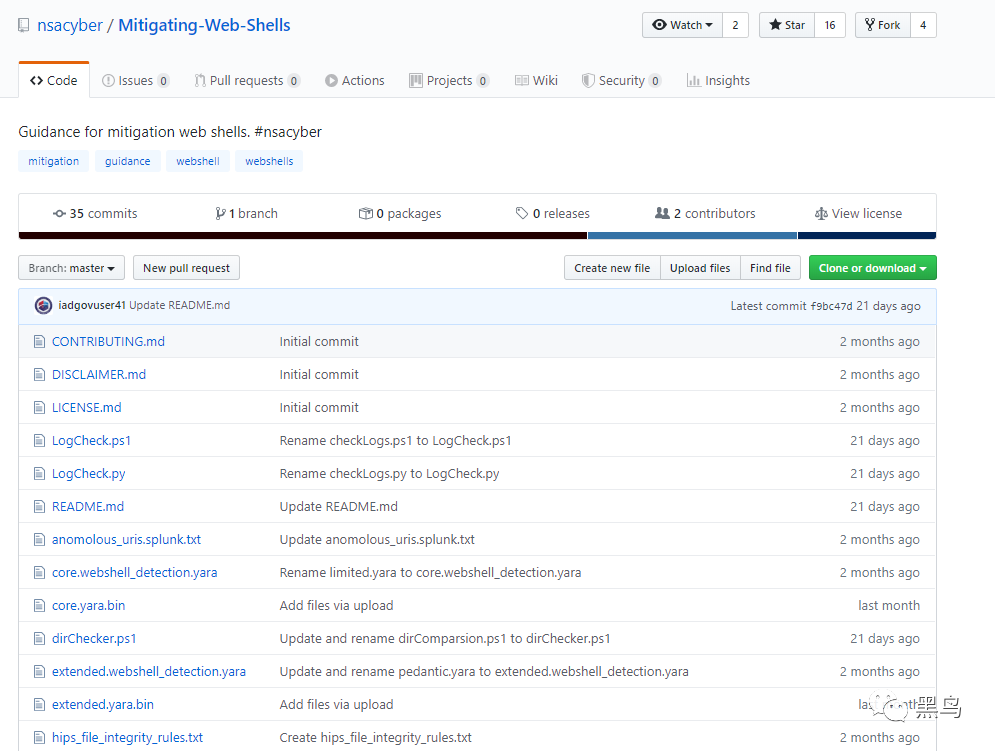 nsacyber / Mitigating-Web-Shells
Watch 2 Star 16 Fork 4
Code Issues 0 Pull requests 0 Actions Projects 0 Wiki Security 0 Insights
Guidance for mitigation web shells. #nsacyber
mitigation guidance webshell webshells
35 commits 1 branch 0 packages 0 releases 2 contributors View license
Branch: master New pull request Create new file Upload files Find file Clone or download
iadgovuser41 Update README.md Latest commit f9bc47d 21 days ago
CONTRIBUTING.md Initial commit 2 months ago
DISCLAIMER.md Initial commit 2 months ago
LICENSE.md Initial commit 2 months ago
LogCheck.ps1 Rename checkLogs.ps1 to LogCheck.ps1 21 days ago
LogCheck.py Rename checkLogs.py to LogCheck.py 21 days ago
README.md Update README.md 21 days ago
anomolous_uris.splunk.txt Update anomolous_uris.splunk.txt 2 months ago
core.webshell_detection.yara Rename limited.yara to core.webshell_detection.yara 2 months ago
core.yara.bin Add files via upload last month
dirChecker.ps1 Update and rename dirComparsion.ps1 to dirChecker.ps1 21 days ago
extended.webshell_detection.yara Update and rename pedantic.yara to extended.webshell_detection.yara 2 months ago
extended.yara.bin Add files via upload
黑鸟
hips_file_integrity_rules.txt Create hips_file_integrity_rules.txt 2 months ago